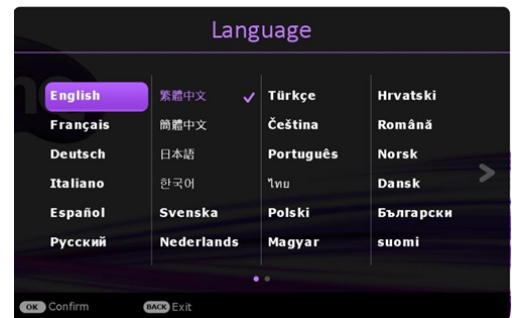 Language
English
Français
Deutsch
Italiano
Español
Русский
繁體中文
簡體中文
日本語
한국어
Svenska
Nederlands
Türkçe
Čeština
Português
ไทย
Polski
Magyar
Hrvatski
Română
Norsk
Dansk
Български
suomi
OK Confirm
BACK Exit